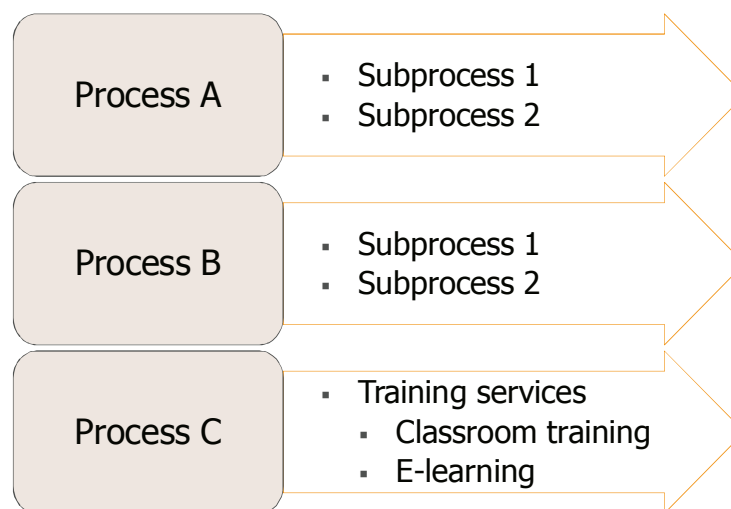 Process A
▪ Subprocess 1
▪ Subprocess 2
Process B
▪ Subprocess 1
▪ Subprocess 2
Process C
▪ Training services
▪ Classroom training
▪ E-learning